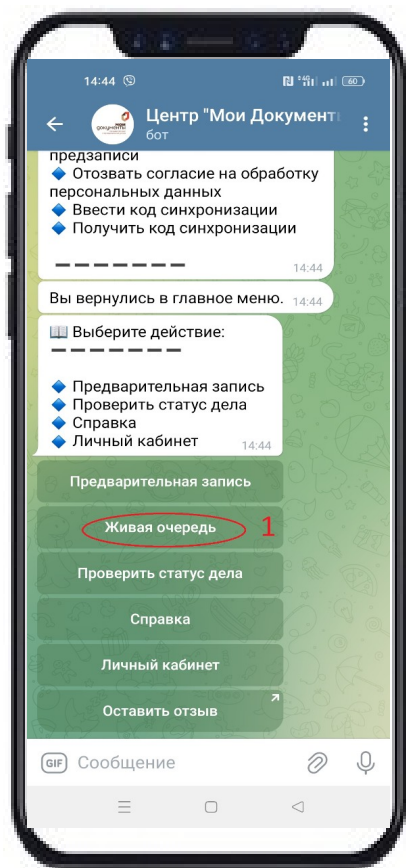 14:44
60
Центр "Мои Документ
бот
предзаписи
Отозвать согласие на обработку
персональных данных
Ввести код синхронизации
Получить код синхронизации
14:44
Вы вернулись в главное меню. 14:44
Выберите действие:
Предварительная запись
Проверить статус дела
Справка
Личный кабинет
14:44
Предварительная запись
Живая очередь 1
Проверить статус дела
Справка
Личный кабинет
Оставить отзыв
GIF Сообщение